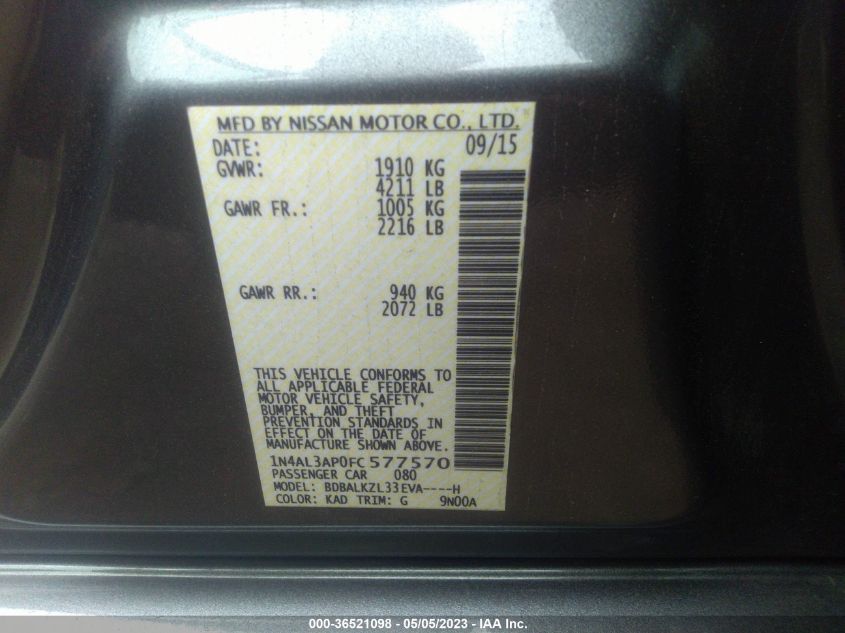 MFD BY NISSAN MOTOR CO., LTD.
DATE: 09/15
GVWR: 1910 KG
4211 LB
GAWR FR.: 1005 KG
2216 LB
GAWR RR.: 940 KG
2072 LB
THIS VEHICLE CONFORMS TO
ALL APPLICABLE FEDERAL
MOTOR VEHICLE SAFETY,
BUMPER, AND THEFT
PREVENTION STANDARDS IN
EFFECT ON THE DATE OF
MANUFACTURE SHOWN ABOVE.
1N4AL3AP0FC577570
PASSENGER CAR 080
MODEL: BDBALKZL33EVA----H
COLOR: KAD TRIM: G 9N00A
000-36521098 - 05/05/2023 - IAA Inc.